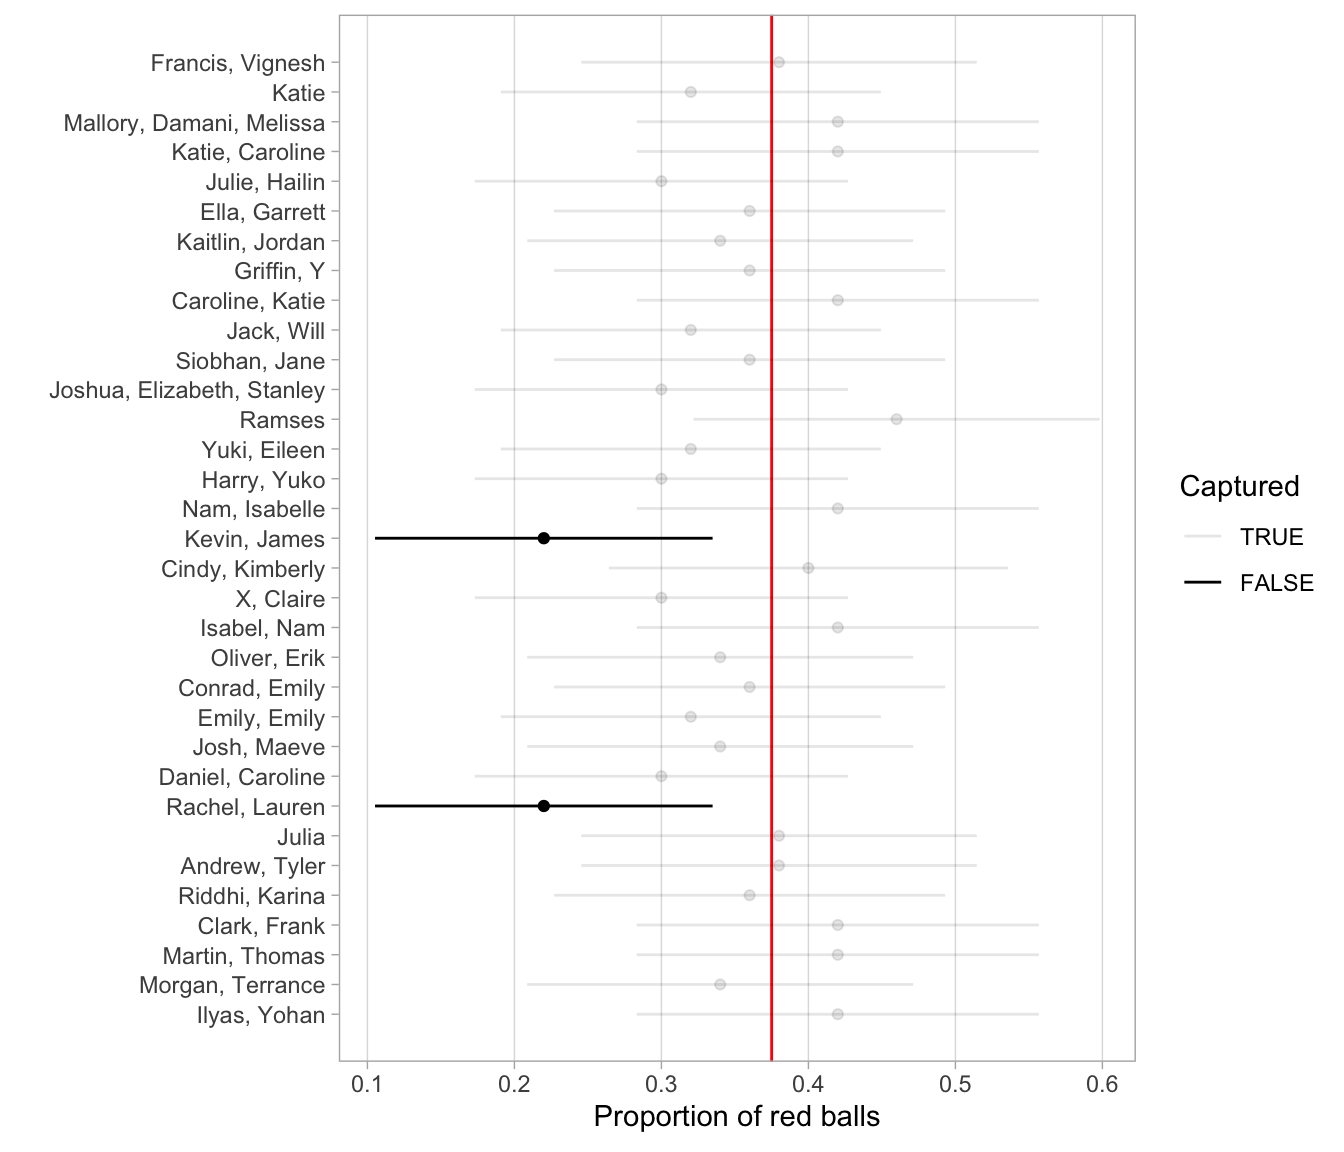 Francis, Vignesh
Katie
Mallory, Damani, Melissa
Katie, Caroline
Julie, Hailin
Ella, Garrett
Kaitlin, Jordan
Griffin, Y
Caroline, Katie
Jack, Will
Siobhan, Jane
Joshua, Elizabeth, Stanley
Ramses
Yuki, Eileen
Harry, Yuko
Nam, Isabelle
Kevin, James
Cindy, Kimberly
X, Claire
Isabel, Nam
Oliver, Erik
Conrad, Emily
Emily, Emily
Josh, Maeve
Daniel, Caroline
Rachel, Lauren
Julia
Andrew, Tyler
Riddhi, Karina
Clark, Frank
Martin, Thomas
Morgan, Terrance
Ilyas, Yohan
0.1 0.2 0.3 0.4 0.5 0.6
Proportion of red balls
Captured
TRUE
FALSE